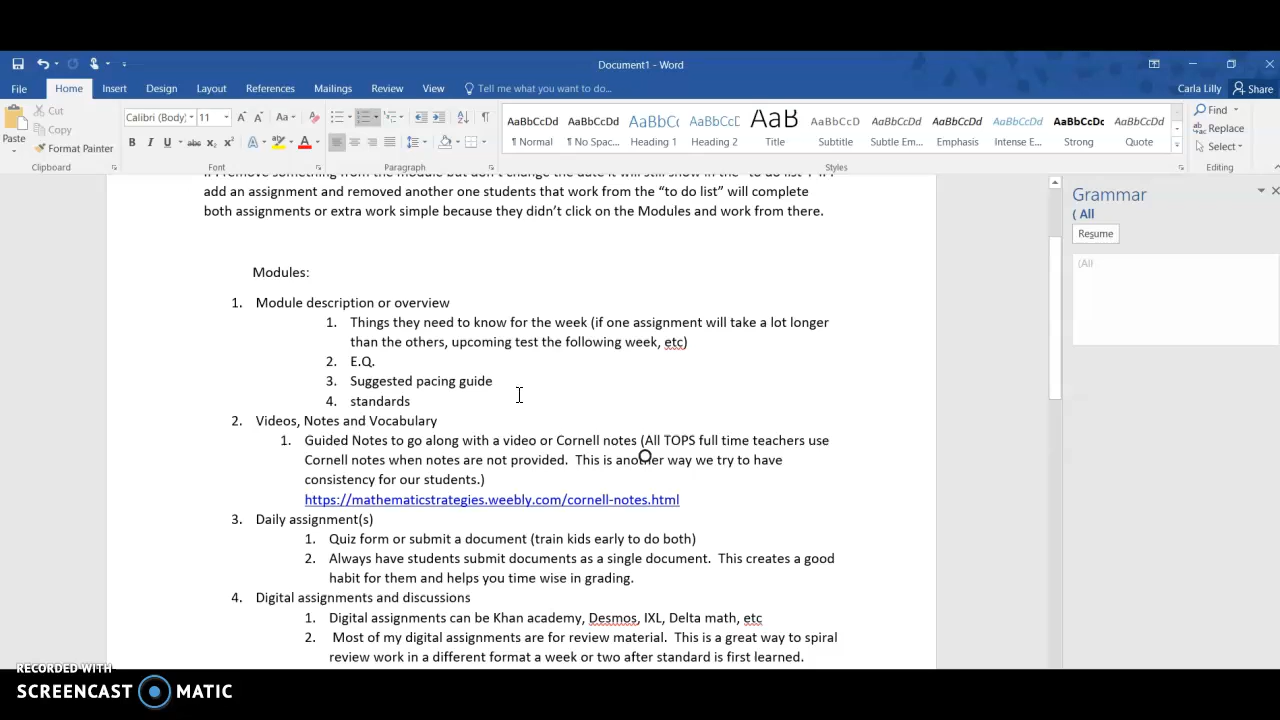 Document1 - Word
File Home Insert Design Layout References Mailings Review View Tell me what you want to do... Carla Lilly Share
Cut
Copy
Format Painter
Paste
Clipboard
Calibri (Body) 11
Font
Paragraph
AaBbCcDd AaBbCcDd AaBbC( AaBbCcC AaB AaBbCcD AaBbCcDd AaBbCcDd AaBbCcDd AaBbCcDc AaBbCcDd
¶ Normal ¶ No Spac... Heading 1 Heading 2 Title Subtitle Subtle Em... Emphasis Intense E... Strong Quote
Styles
Find
Replace
Select
Editing
If I remove something from the module but don't change the date it will still show in the "to do list"! If I
add an assignment and removed another one students that work from the "to do list" will complete
both assignments or extra work simple because they didn't click on the Modules and work from there.
Modules:
1. Module description or overview
1. Things they need to know for the week (if one assignment will take a lot longer
than the others, upcoming test the following week, etc)
2. E.Q.
3. Suggested pacing guide
4. standards
2. Videos, Notes and Vocabulary
1. Guided Notes to go along with a video or Cornell notes (All TOPS full time teachers use
Cornell notes when notes are not provided. This is another way we try to have
consistency for our students.)
https://mathematicstrategies.weebly.com/cornell-notes.html
3. Daily assignment(s)
1. Quiz form or submit a document (train kids early to do both)
2. Always have students submit documents as a single document. This creates a good
habit for them and helps you time wise in grading.
4. Digital assignments and discussions
1. Digital assignments can be Khan academy, Desmos, IXL, Delta math, etc
2. Most of my digital assignments are for review material. This is a great way to spiral
review work in a different format a week or two after standard is first learned.
Grammar
( All
Resume
(All
RECORDED WITH
SCREENCAST MATIC